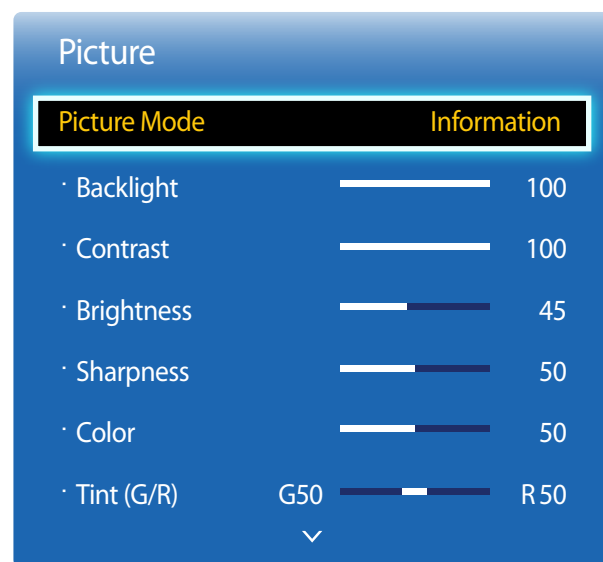 Picture
Picture Mode Information
· Backlight 100
· Contrast 100
· Brightness 45
· Sharpness 50
· Color 50
· Tint (G/R) G50 R50